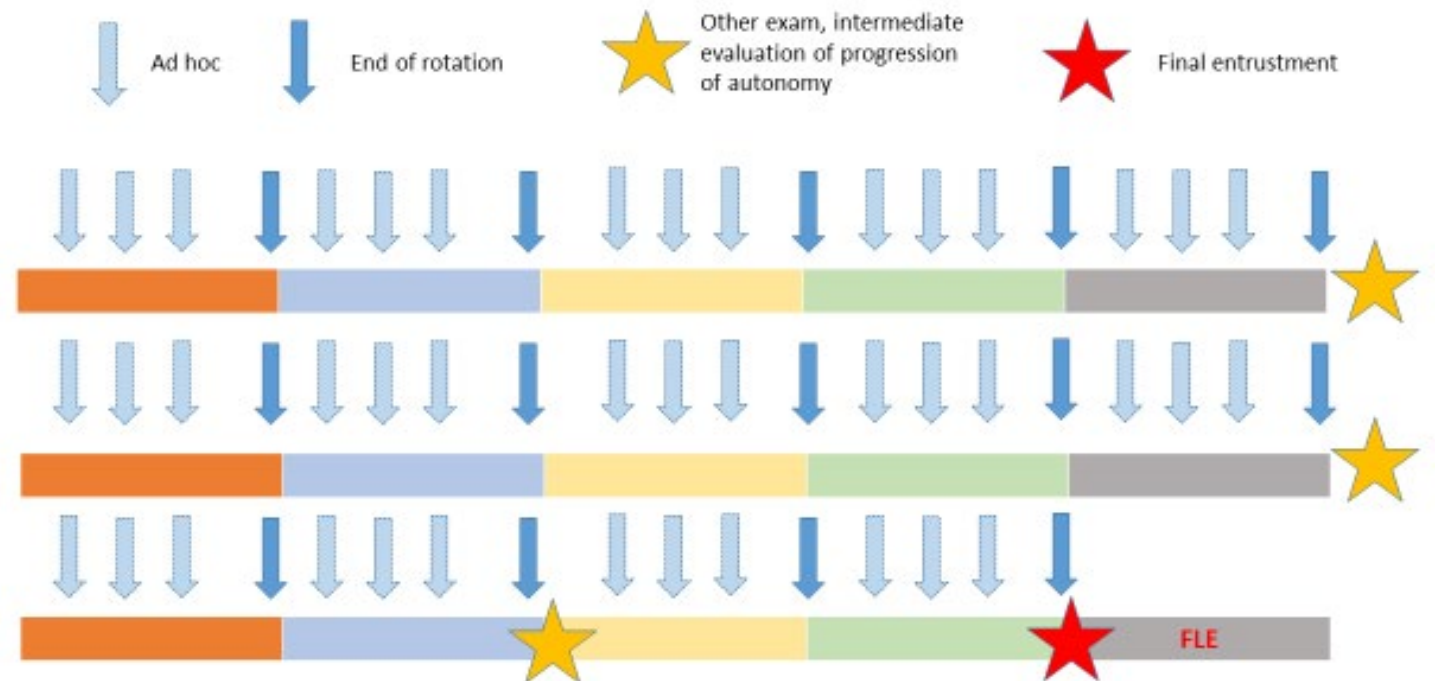 Ad hoc
End of rotation
Other exam, intermediate
evaluation of progression
of autonomy
Final entrustment
FLE